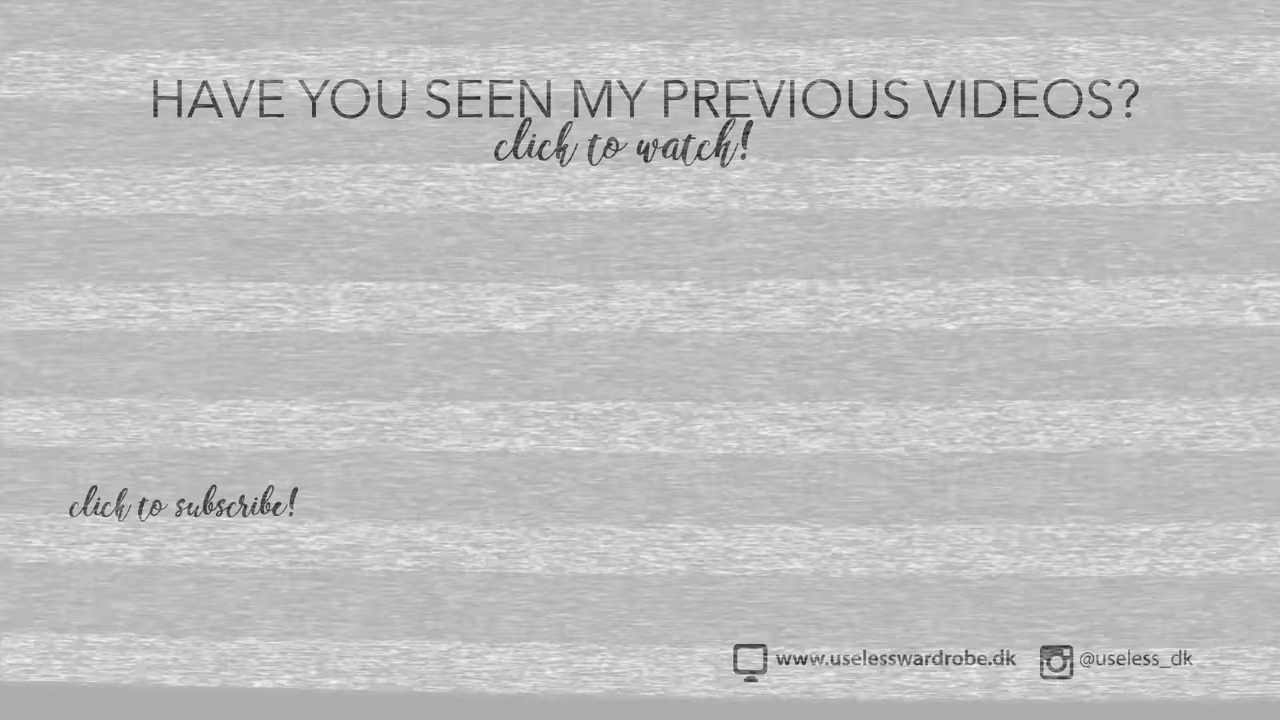 HAVE YOU SEEN MY PREVIOUS VIDEOS?
click to watch!
click to subscribe!
www.uselesswardrobe.dk @useless_dk